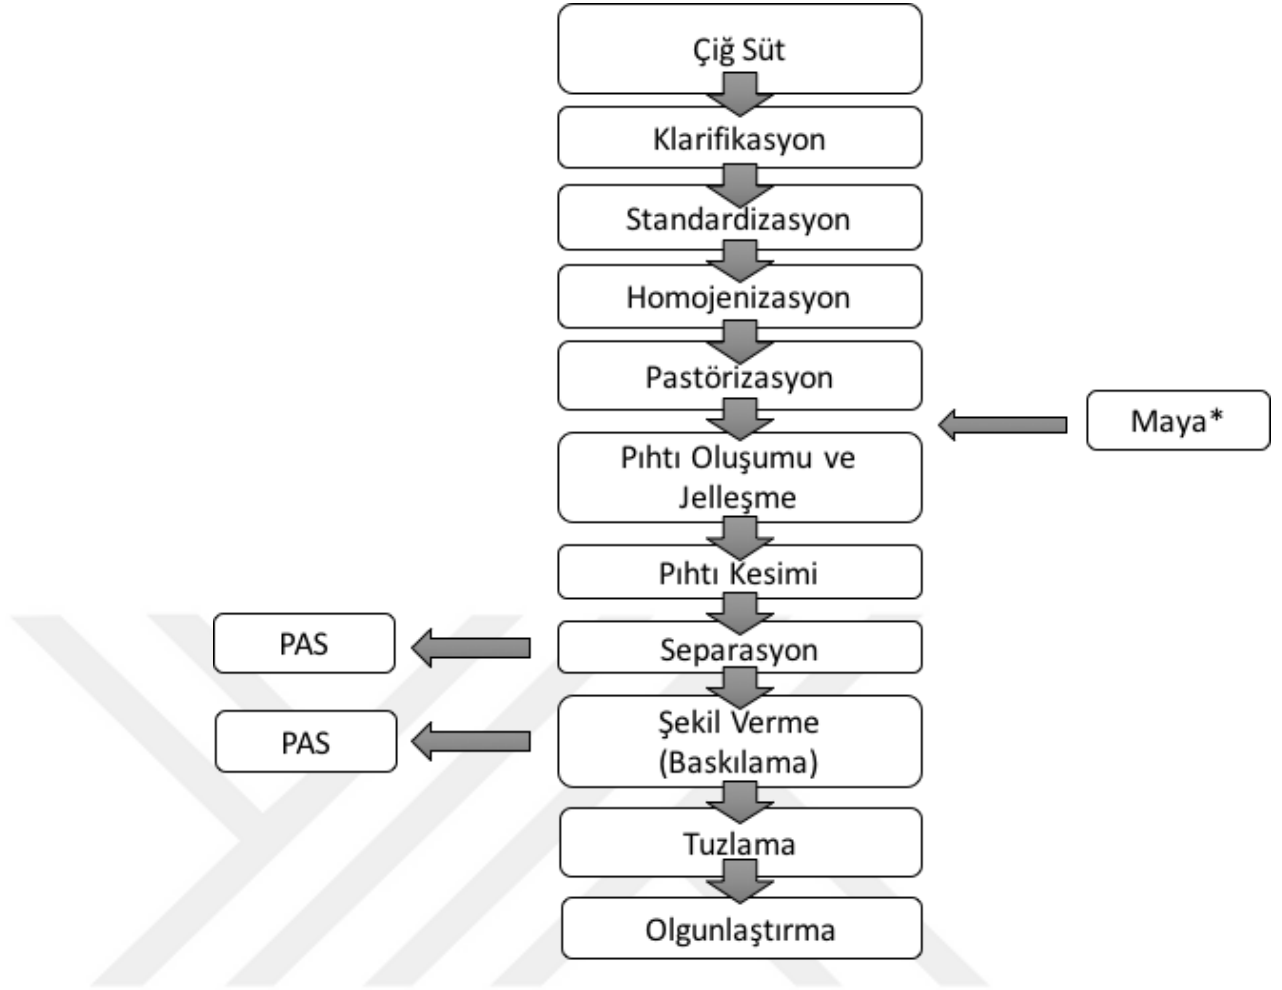 Çiğ Süt
Klarifikasyon
Standardizasyon
Homojenizasyon
Pastörizasyon
Maya*
Pıhtı Oluşumu ve
Jelleşme
Pıhtı Kesimi
PAS
Separasyon
PAS
Şekil Verme
(Baskılama)
Tuzlama
Olgunlaştırma